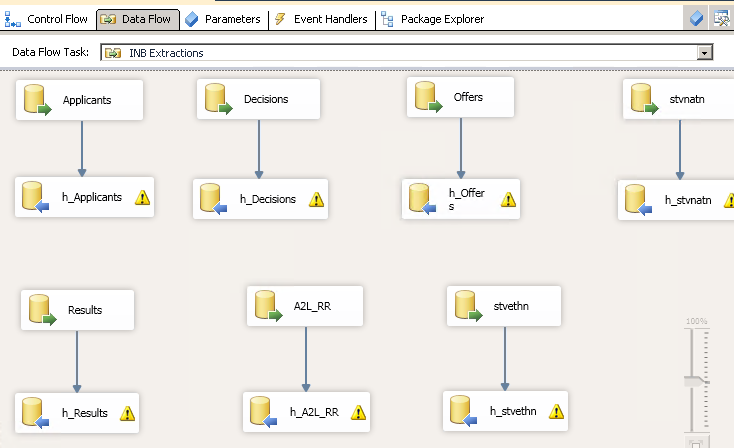 Control Flow Data Flow Parameters Event Handlers Package Explorer
Data Flow Task: INB Extractions
Applicants Decisions Offers stvnatn
h_Applicants h_Decisions h_Offer
s h_stvnatn
Results A2L_RR stvethn
100%
h_Results h_A2L_RR h_stvethn